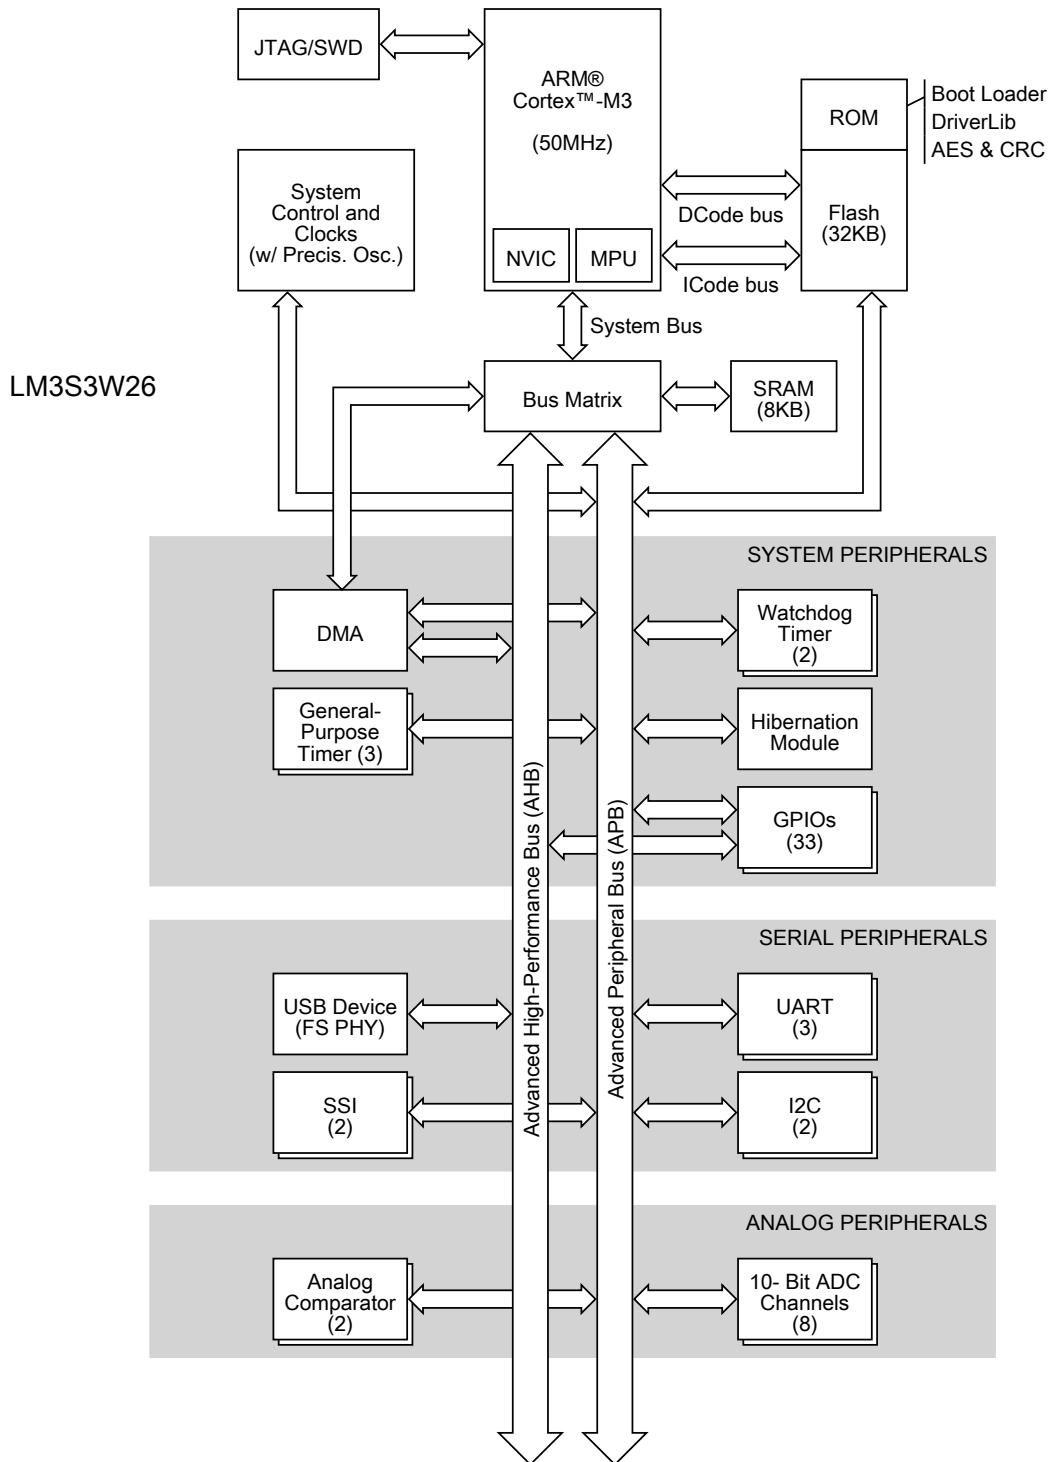 JTAG/SWD
ARM®
Cortex™-M3
(50MHz)
NVIC
MPU
ROM
Boot Loader
DriverLib
AES & CRC
Flash
(32KB)
DCode bus
ICode bus
System
Control and
Clocks
(w/ Precis. Osc.)
System Bus
LM3S3W26
Bus Matrix
SRAM
(8KB)
SYSTEM PERIPHERALS
DMA
Watchdog
Timer
(2)
General-
Purpose
Timer (3)
Hibernation
Module
GPIOs
(33)
Advanced High-Performance Bus (AHB)
Advanced Peripheral Bus (APB)
SERIAL PERIPHERALS
USB Device
(FS PHY)
UART
(3)
SSI
(2)
I2C
(2)
ANALOG PERIPHERALS
Analog
Comparator
(2)
10- Bit ADC
Channels
(8)